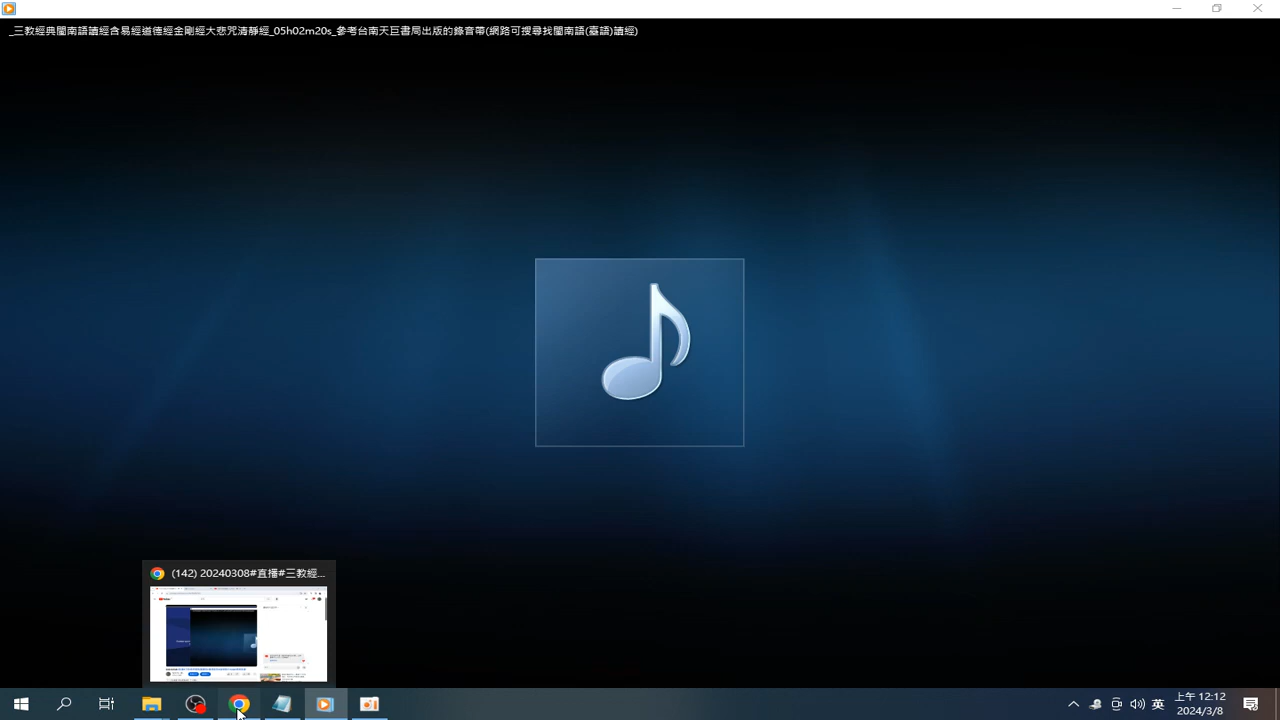 _三教經典閩南語誦經含易經道德經金剛經大悲咒清靜經_05h02m20s_參考台南天巨書局出版的錄音帶(網路可搜尋找閩南語(臺語)誦經)
(142) 20240308#直播#三教經...
英
上午 12:12
2024/3/8